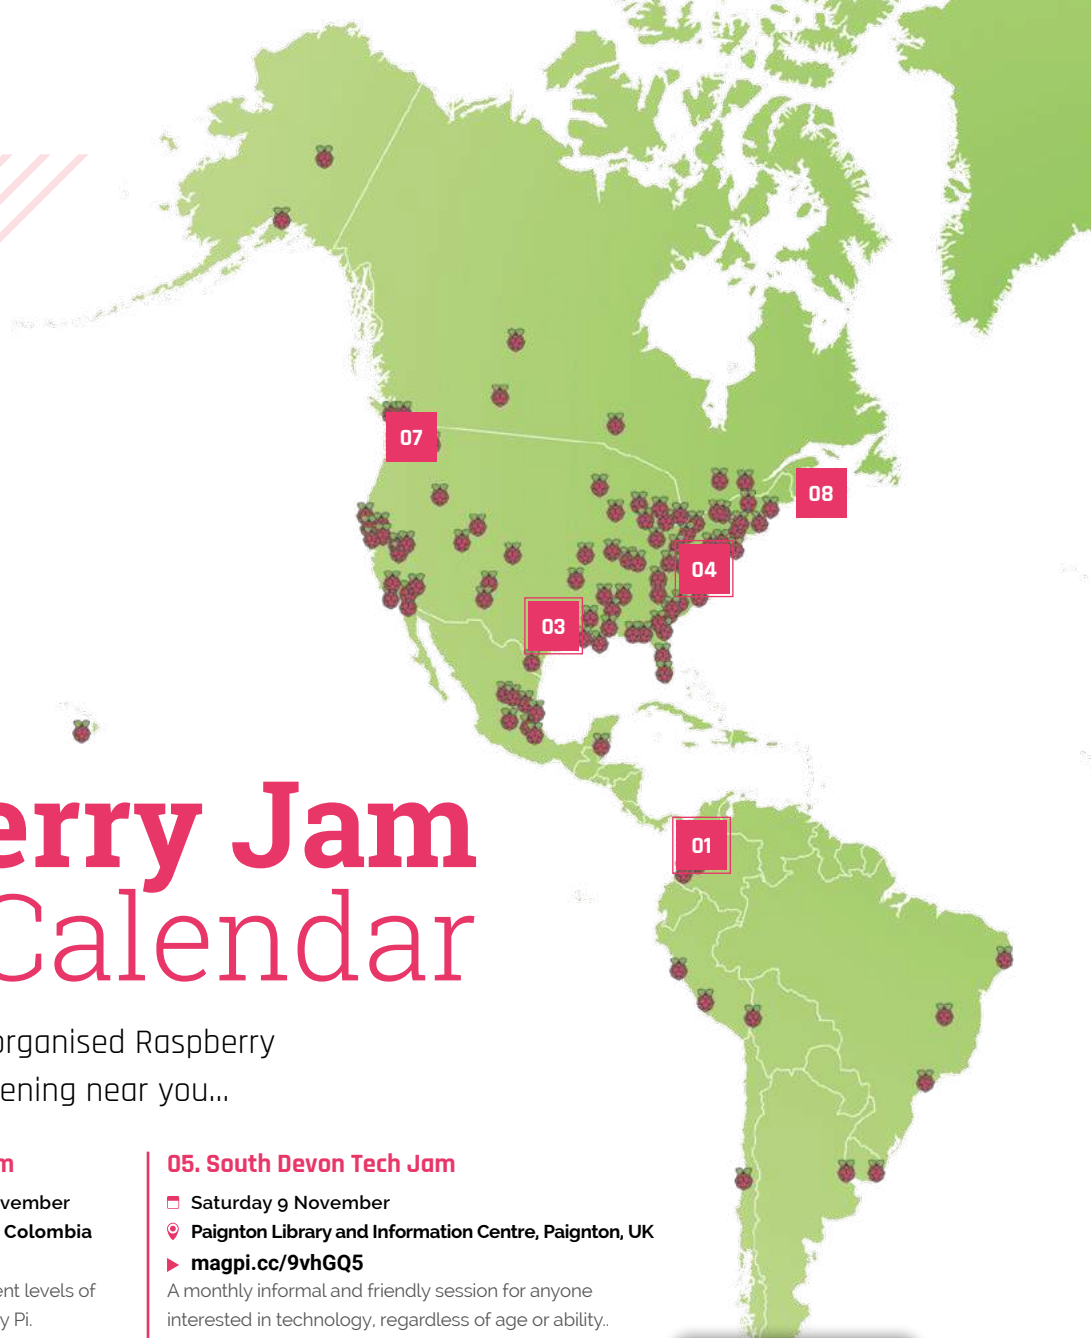 07
08
04
03
01
erry Jam
Calendar
organised Raspberry
ening near you...
m
vember
Colombia
ent levels of
y Pi.
05. South Devon Tech Jam
Saturday 9 November
Paignton Library and Information Centre, Paignton, UK
magpi.cc/9vhGQ5
A monthly informal and friendly session for anyone
interested in technology, regardless of age or ability..